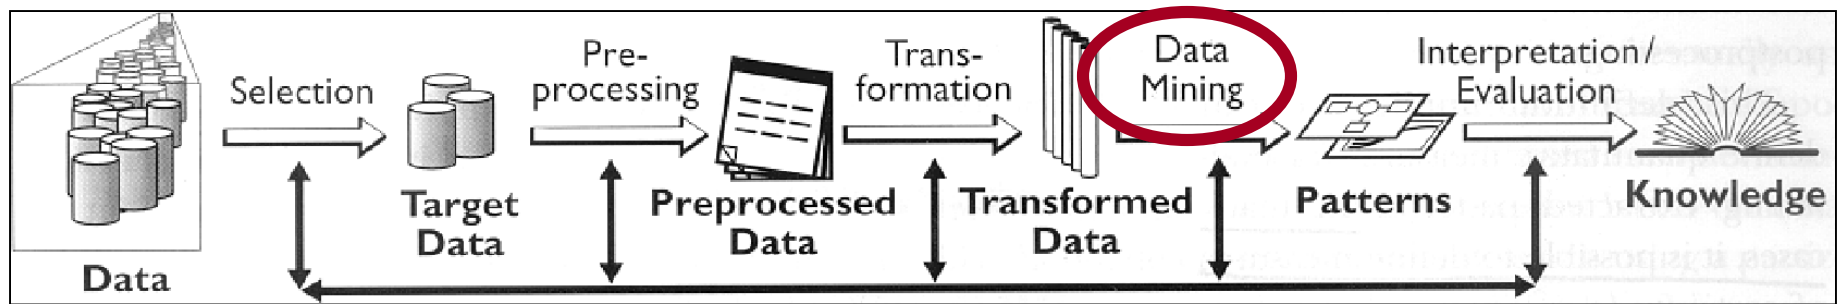 Selection
Pre-
processing
Trans-
formation
Data
Mining
Interpretation/
Evaluation
Data
Target
Data
Preprocessed
Data
Transformed
Data
Patterns
Knowledge